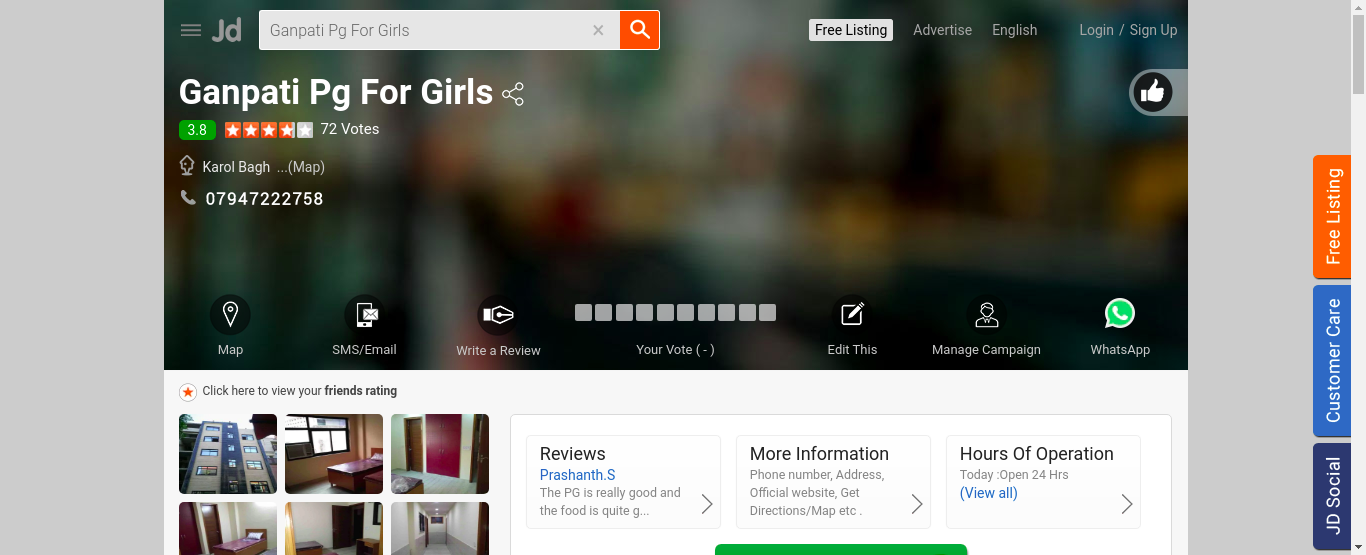 Jd
Ganpati Pg For Girls
Free Listing
Advertise
English
Login / Sign Up
Ganpati Pg For Girls
3.8
72 Votes
Karol Bagh ...(Map)
07947222758
Map
SMS/Email
Write a Review
Your Vote ( - )
Edit This
Manage Campaign
WhatsApp
Click here to view your friends rating
Reviews
Prashanth.S
The PG is really good and
the food is quite g...
More Information
Phone number, Address,
Official website, Get
Directions/Map etc .
Hours Of Operation
Today :Open 24 Hrs
(View all)
Free Listing
Customer Care
JD Social